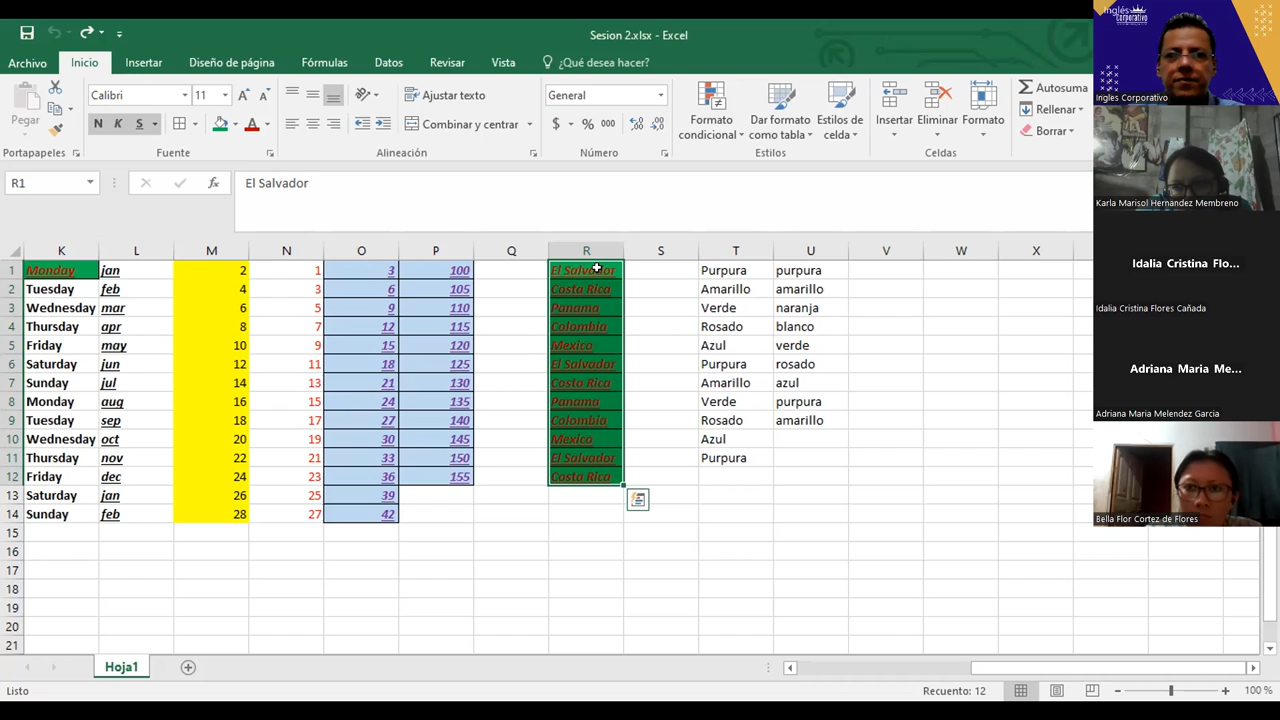 Sesion 2.xlsx - Excel
Archivo Inicio Insertar Diseño de página Fórmulas Datos Revisar Vista ¿Qué desea hacer?
Pegar
Calibri 11
N K S
Ajustar texto
Combinar y centrar
General
$ % 000
Formato condicional
Dar formato como tabla
Estilos de celda
Insertar
Eliminar
Formato
Autosuma
Rellenar
Borrar
Portapapeles Fuente Alineación Número Estilos Celdas
R1 fx El Salvador
K L M N O P Q R S T U V W X
1 Monday jan 2 1 3 100 El Salvador Purpura purpura
2 Tuesday feb 4 3 6 105 Costa Rica Amarillo amarillo
3 Wednesday mar 6 5 9 110 Panama Verde naranja
4 Thursday apr 8 7 12 115 Colombia Rosado blanco
5 Friday may 10 9 15 120 Mexico Azul verde
6 Saturday jun 12 11 18 125 El Salvador Purpura rosado
7 Sunday jul 14 13 21 130 Costa Rica Amarillo azul
8 Monday aug 16 15 24 135 Panama Verde purpura
9 Tuesday sep 18 17 27 140 Colombia Rosado amarillo
10 Wednesday oct 20 19 30 145 Mexico Azul
11 Thursday nov 22 21 33 150 El Salvador Purpura
12 Friday dec 24 23 36 155 Costa Rica
13 Saturday jan 26 25 39
14 Sunday feb 28 27 42
15
16
17
18
19
20
21
Hoja1
Listo
Recuento: 12
100 %
Inglés
Corporativo
Ingles Corporativo
Karla Marisol Hernandez Membreno
Idalia Cristina Flo...
Idalia Cristina Flores Cañada
Adriana Maria Me...
Adriana Maria Melendez Garcia
Bella Flor Cortez de Flores